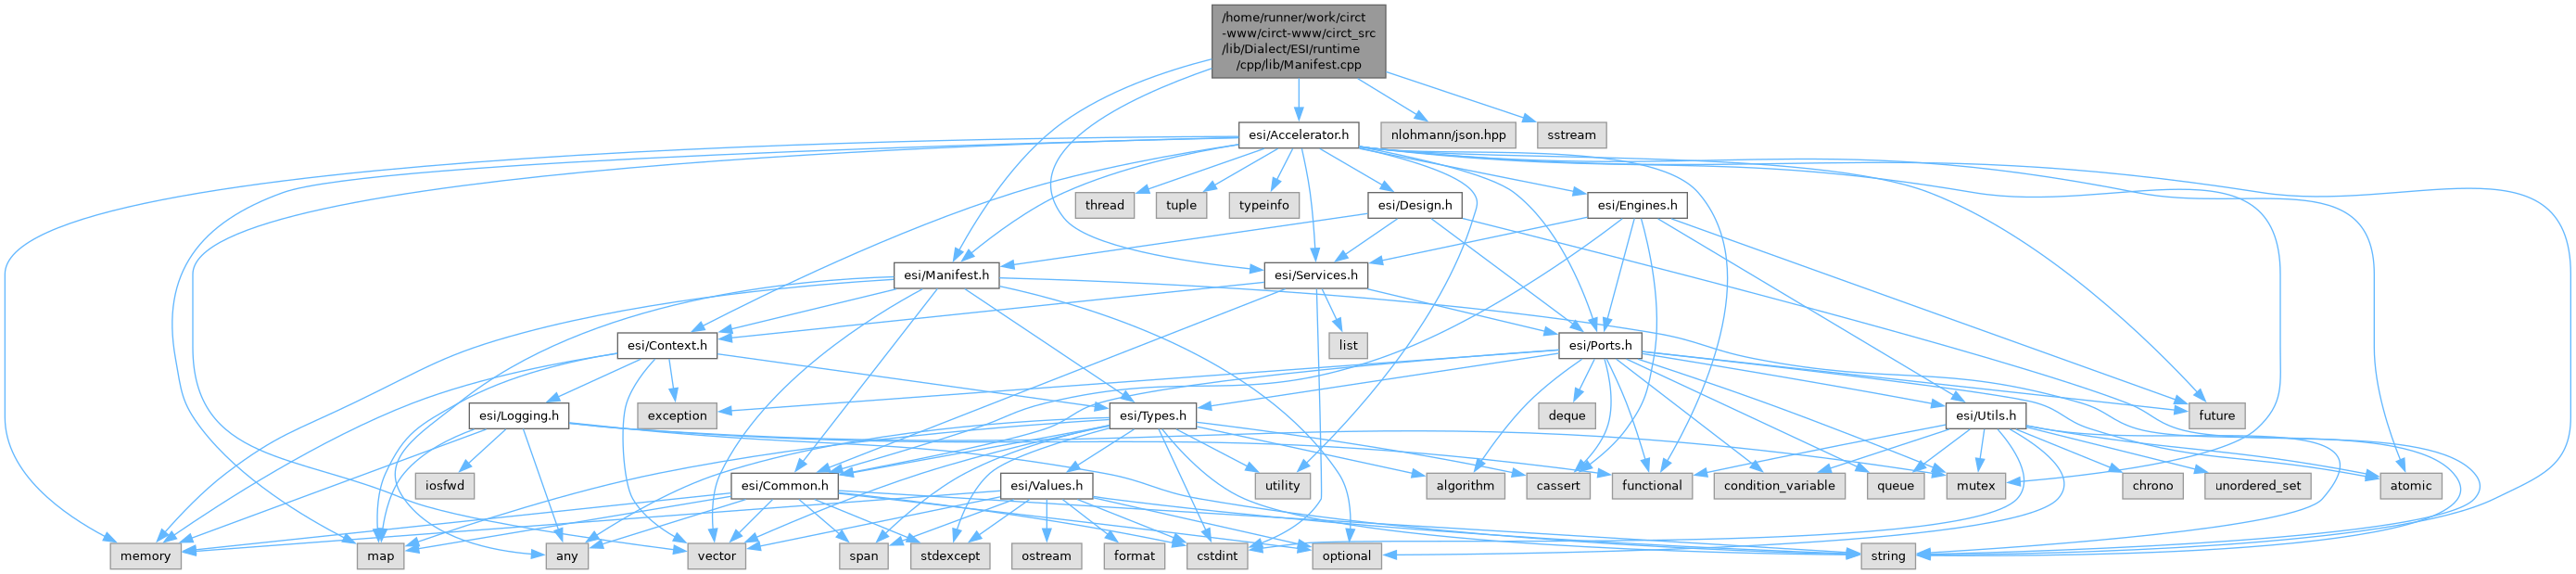 /home/runner/work/circt
-www/circt-www/circt_src
/lib/Dialect/ESI/runtime
/cpp/lib/Manifest.cpp
esi/Accelerator.h
nlohmann/json.hpp
sstream
thread
tuple
typeinfo
esi/Design.h
esi/Engines.h
esi/Manifest.h
esi/Services.h
esi/Context.h
list
esi/Ports.h
esi/Logging.h
exception
esi/Types.h
deque
esi/Utils.h
future
iosfwd
esi/Common.h
esi/Values.h
utility
algorithm
cassert
functional
condition_variable
queue
mutex
chrono
unordered_set
atomic
memory
map
any
vector
span
stdexcept
ostream
format
cstdint
optional
string